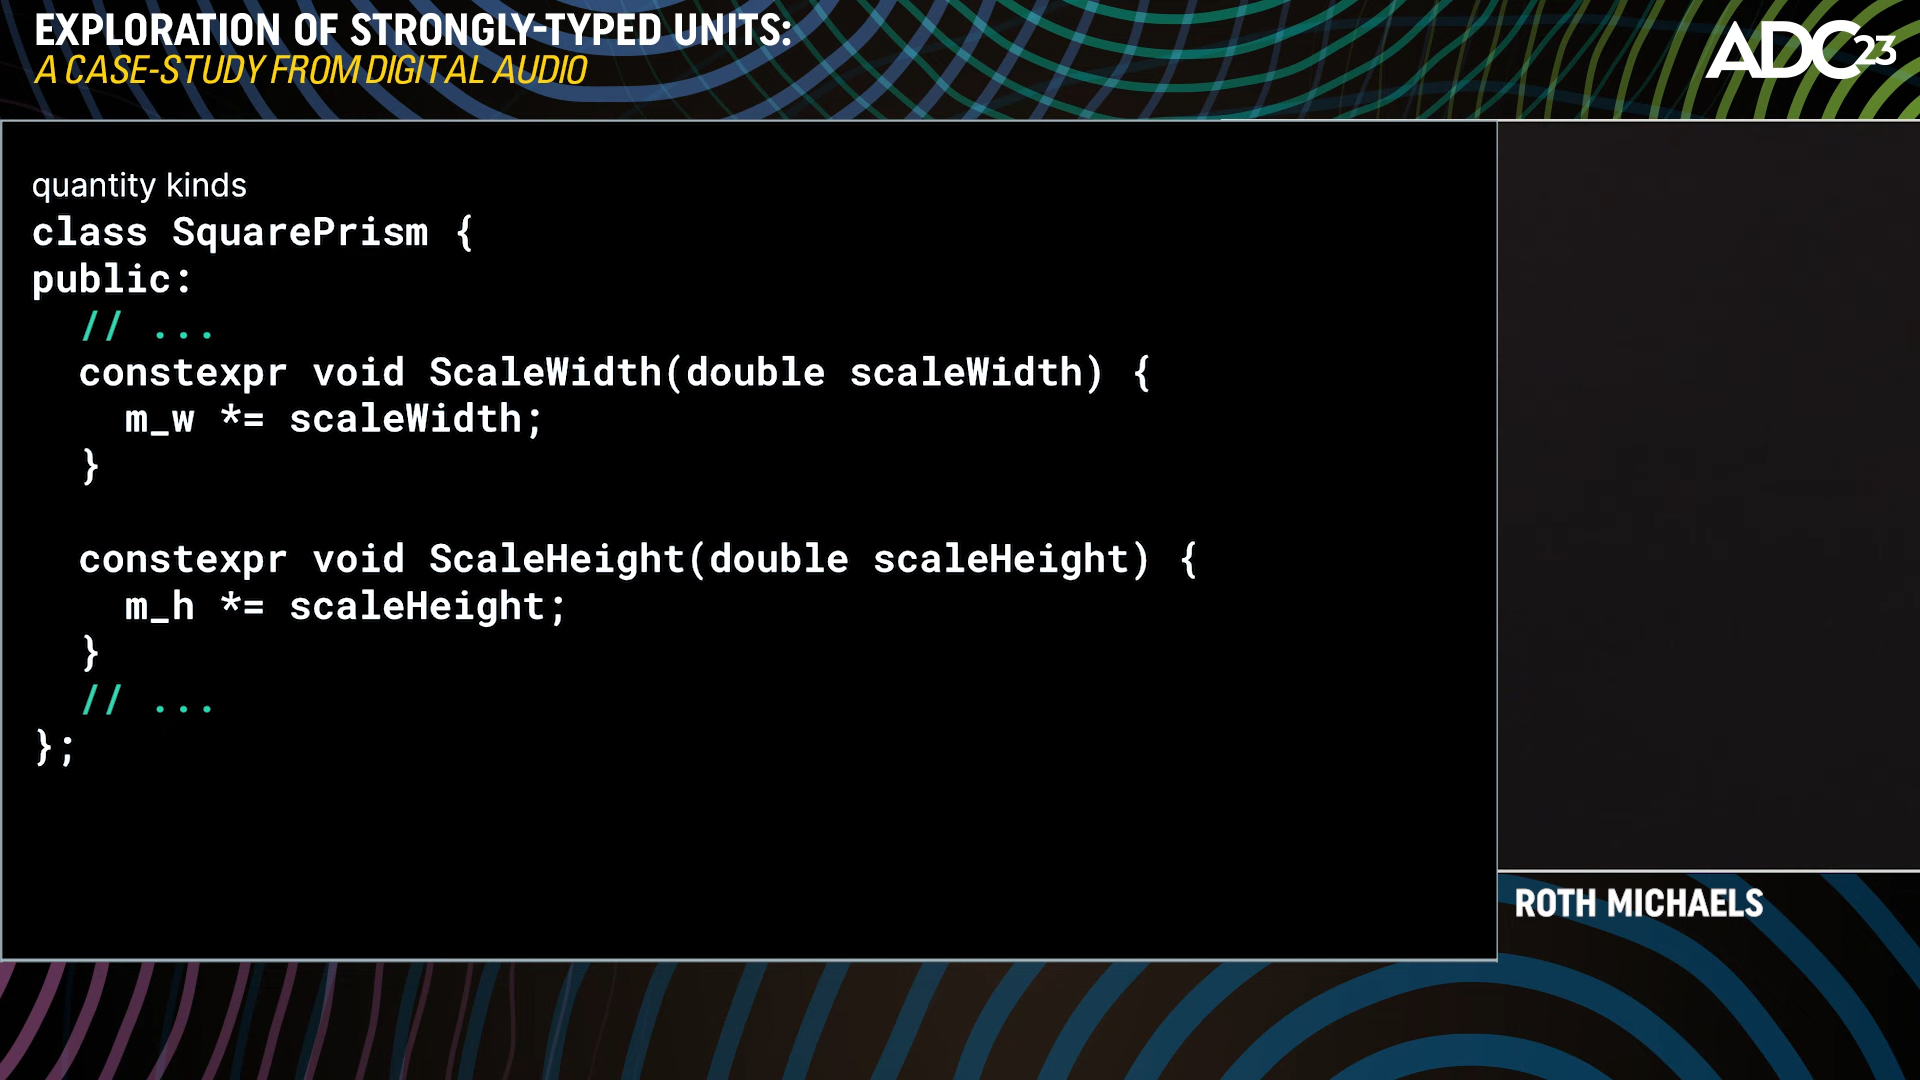 EXPLORATION OF STRONGLY-TYPED UNITS:
A CASE-STUDY FROM DIGITAL AUDIO
ADC23
quantity kinds
class SquarePrism {
public:
  // ...
  constexpr void ScaleWidth(double scaleWidth) {
    m_w *= scaleWidth;
  }

  constexpr void ScaleHeight(double scaleHeight) {
    m_h *= scaleHeight;
  }
  // ...
};
ROTH MICHAELS